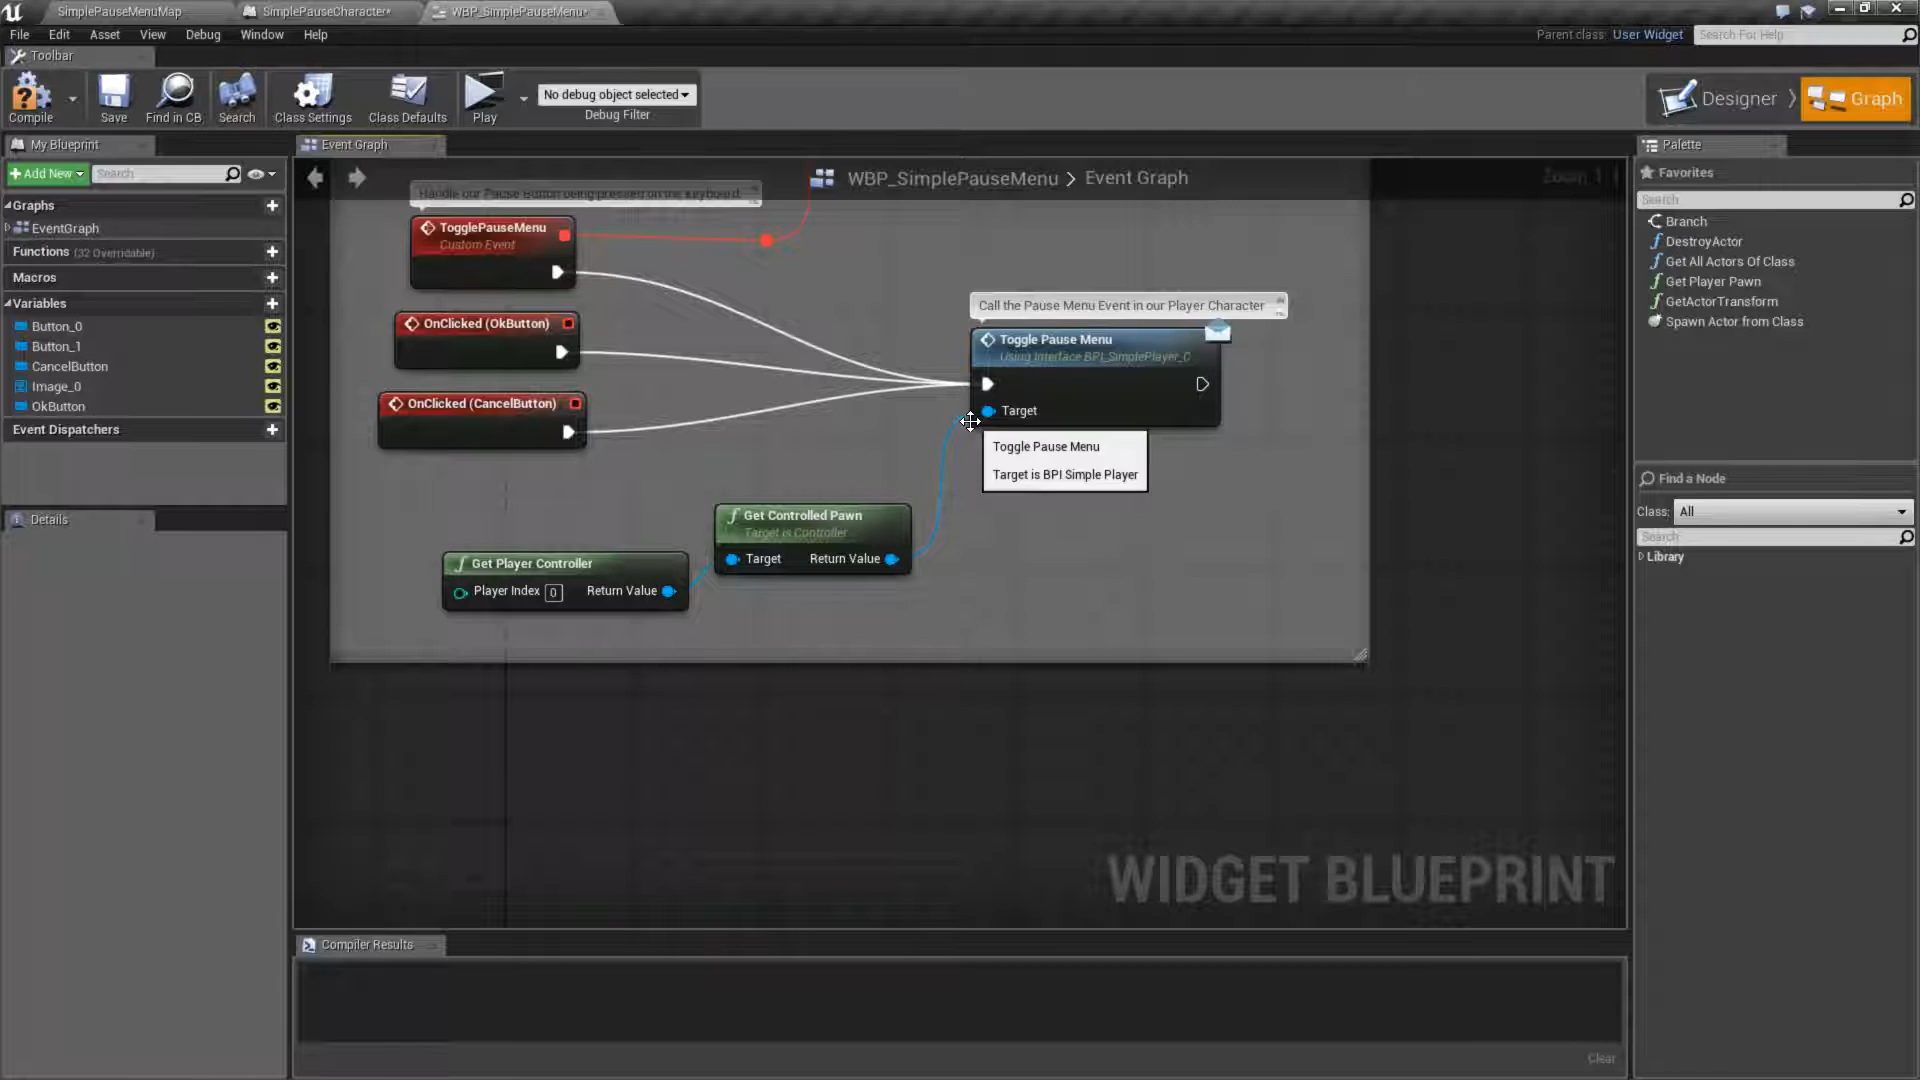 SimplePauseMenuMap
SimplePauseCharacter*
WBP_SimplePauseMenu*
File Edit Asset View Debug Window Help
Parent class: User Widget
Search For Help
Toolbar
Compile
Save
Find in CB
Search
Class Settings
Class Defaults
Play
No debug object selected
Debug Filter
Designer
Graph
My Blueprint
Event Graph
Palette
Add New
Search
WBP_SimplePauseMenu > Event Graph
Zoom 1:1
Favorites
Search
Branch
DestroyActor
Get All Actors Of Class
Get Player Pawn
GetActorTransform
Spawn Actor from Class
Graphs
EventGraph
Functions (32 Overridable)
Macros
Variables
Button_0
Button_1
CancelButton
Image_0
OkButton
Event Dispatchers
Details
Handle our Pause Button being pressed on the keyboard.
TogglePauseMenu
Custom Event
OnClicked (OkButton)
OnClicked (CancelButton)
Call the Pause Menu Event in our Player Character
Toggle Pause Menu
Using Interface BPI_SimplePlayer_C
Target
Toggle Pause Menu
Target is BPI Simple Player
Get Controlled Pawn
Target is Controller
Target Return Value
Get Player Controller
Player Index 0 Return Value
Find a Node
Class: All
Search
Library
WIDGET BLUEPRINT
Compiler Results
Clear